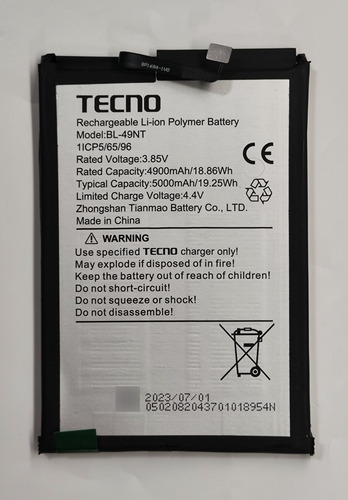 TECNO
Rechargeable Li-ion Polymer Battery
Model:BL-49NT
1ICP5/65/96
Rated Voltage:3.85V
Rated Capacity:4900mAh/18.86Wh
Typical Capacity:5000mAh/19.25Wh
Limited Charge Voltage:4.4V
Zhongshan Tianmao Battery Co., LTD.
Made in China
CE
WARNING
Use specified TECNO charger only!
May explode if disposed of in fire!
Keep the battery out of reach of children!
Do not short-circuit!
Do not squeeze or shock!
Do not disassemble!
2023/07/01
0502082043701018954N